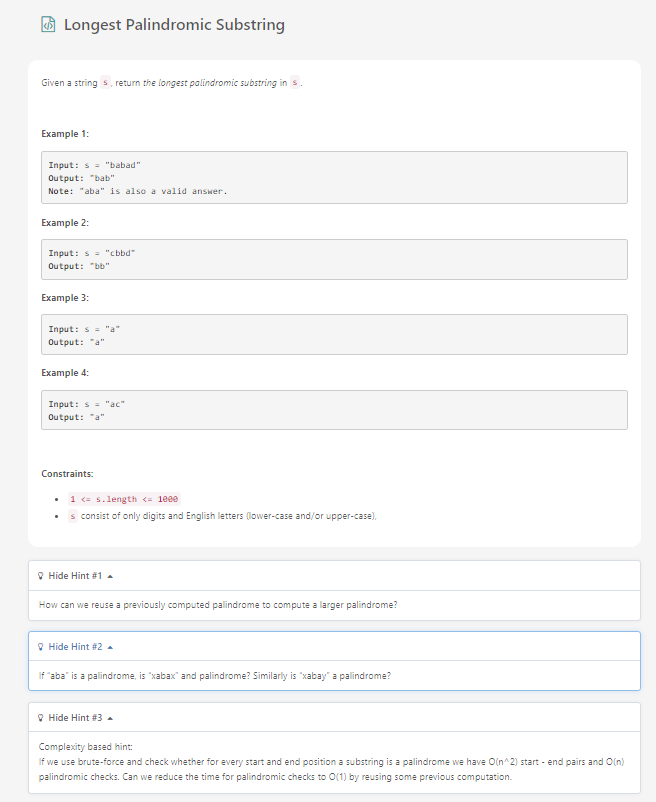 Longest Palindromic Substring
Given a string s, return the longest palindromic substring in s.
Example 1:
Input: s = "babad"
Output: "bab"
Note: "aba" is also a valid answer.
Example 2:
Input: s = "cbbd"
Output: "bb"
Example 3:
Input: s = "a"
Output: "a"
Example 4:
Input: s = "ac"
Output: "a"
Constraints:
• 1 <= s.length <= 1000
• s consist of only digits and English letters (lower-case and/or upper-case),
Hide Hint #1
How can we reuse a previously computed palindrome to compute a larger palindrome?
Hide Hint #2
If "aba" is a palindrome, is "xabax" and palindrome? Similarly is "xabay" a palindrome?
Hide Hint #3
Complexity based hint:
If we use brute-force and check whether for every start and end position a substring is a palindrome we have O(n^2) start - end pairs and O(n)
palindromic checks. Can we reduce the time for palindromic checks to O(1) by reusing some previous computation.